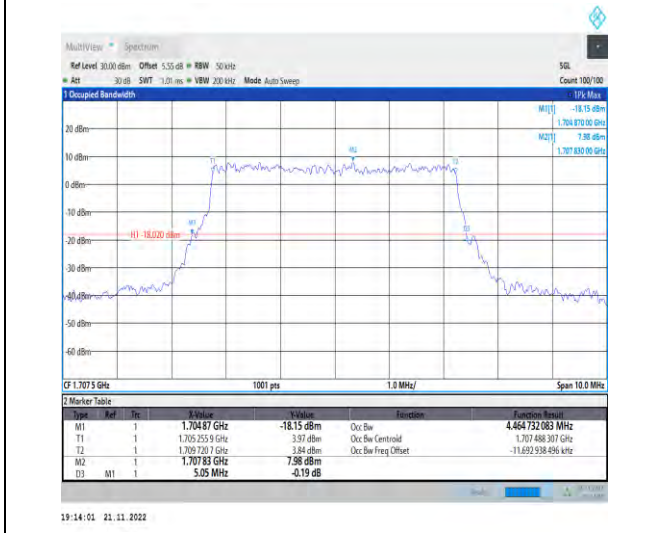 MultiView Spectrum
Ref Level 30.00 dBm Offset 5.55 dB RBW 50 kHz SGL
Att 30 dB SWT 1.01 ms VBW 200 kHz Mode Auto Sweep Count 100/100
1 Occupied Bandwidth 1Pk Max
M1[1] -18.15 dBm
1.704 870 00 GHz
M2[1] 7.98 dBm
1.707 830 00 GHz
20 dBm
10 dBm
M2
T1
T2
0 dBm
-10 dBm
M1
D3
H1 -18.020 dBm
-20 dBm
-30 dBm
-40 dBm
-50 dBm
-60 dBm
CF 1.707 5 GHz 1001 pts 1.0 MHz/ Span 10.0 MHz
2 Marker Table
Type Ref Trc X-Value Y-Value Function Function Result
M1 1 1.704 87 GHz -18.15 dBm Occ Bw 4.464 732 083 MHz
T1 1 1.705 255 9 GHz 3.97 dBm Occ Bw Centroid 1.707 488 307 GHz
T2 1 1.709 720 7 GHz 3.84 dBm Occ Bw Freq Offset -11.692 938 496 kHz
M2 1 1.707 83 GHz 7.98 dBm
D3 M1 1 5.05 MHz -0.19 dB
19:14:01 21.11.2022